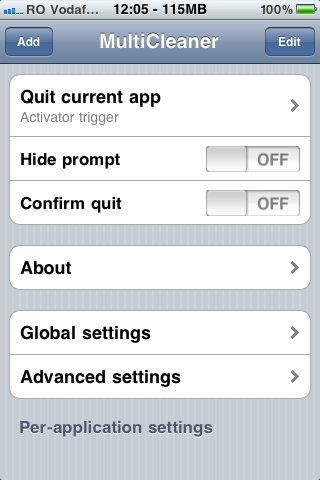 RO Vodaf... 12:05 - 115MB 100%
Add MultiCleaner Edit
Quit current app
Activator trigger
Hide prompt OFF
Confirm quit OFF
About
Global settings
Advanced settings
Per-application settings